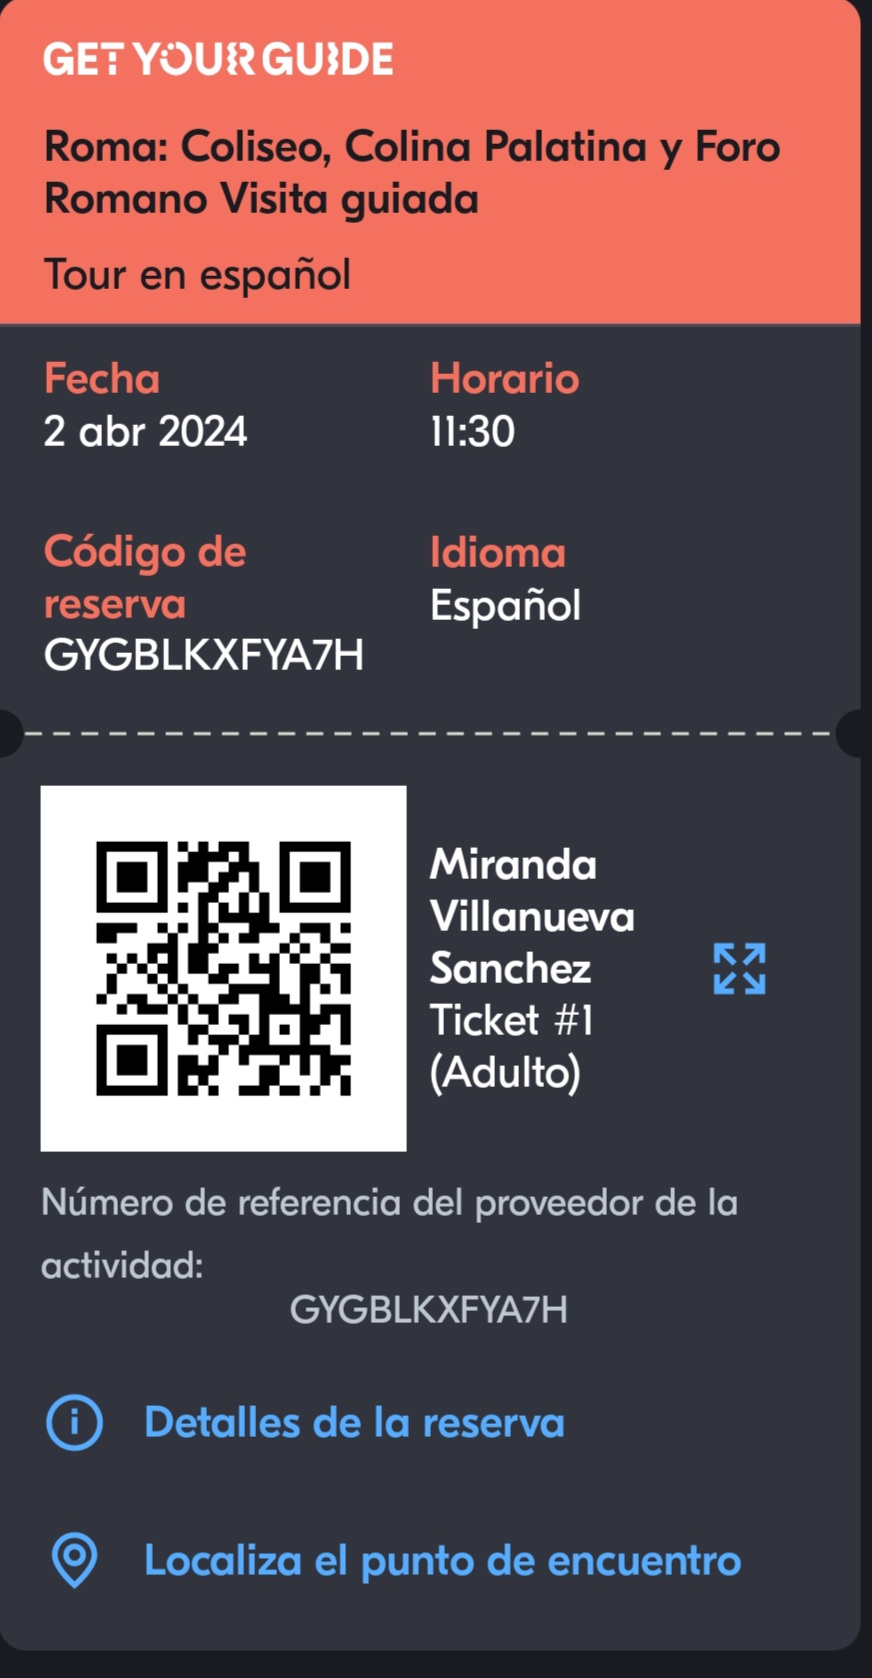 GET YOUR GUIDE
Roma: Coliseo, Colina Palatina y Foro
Romano Visita guiada
Tour en español
Fecha
2 abr 2024
Horario
11:30
Código de
reserva
GYGBLKXFYA7H
Idioma
Español
Miranda
Villanueva
Sanchez
Ticket #1
(Adulto)
Número de referencia del proveedor de la
actividad:
GYGBLKXFYA7H
Detalles de la reserva
Localiza el punto de encuentro